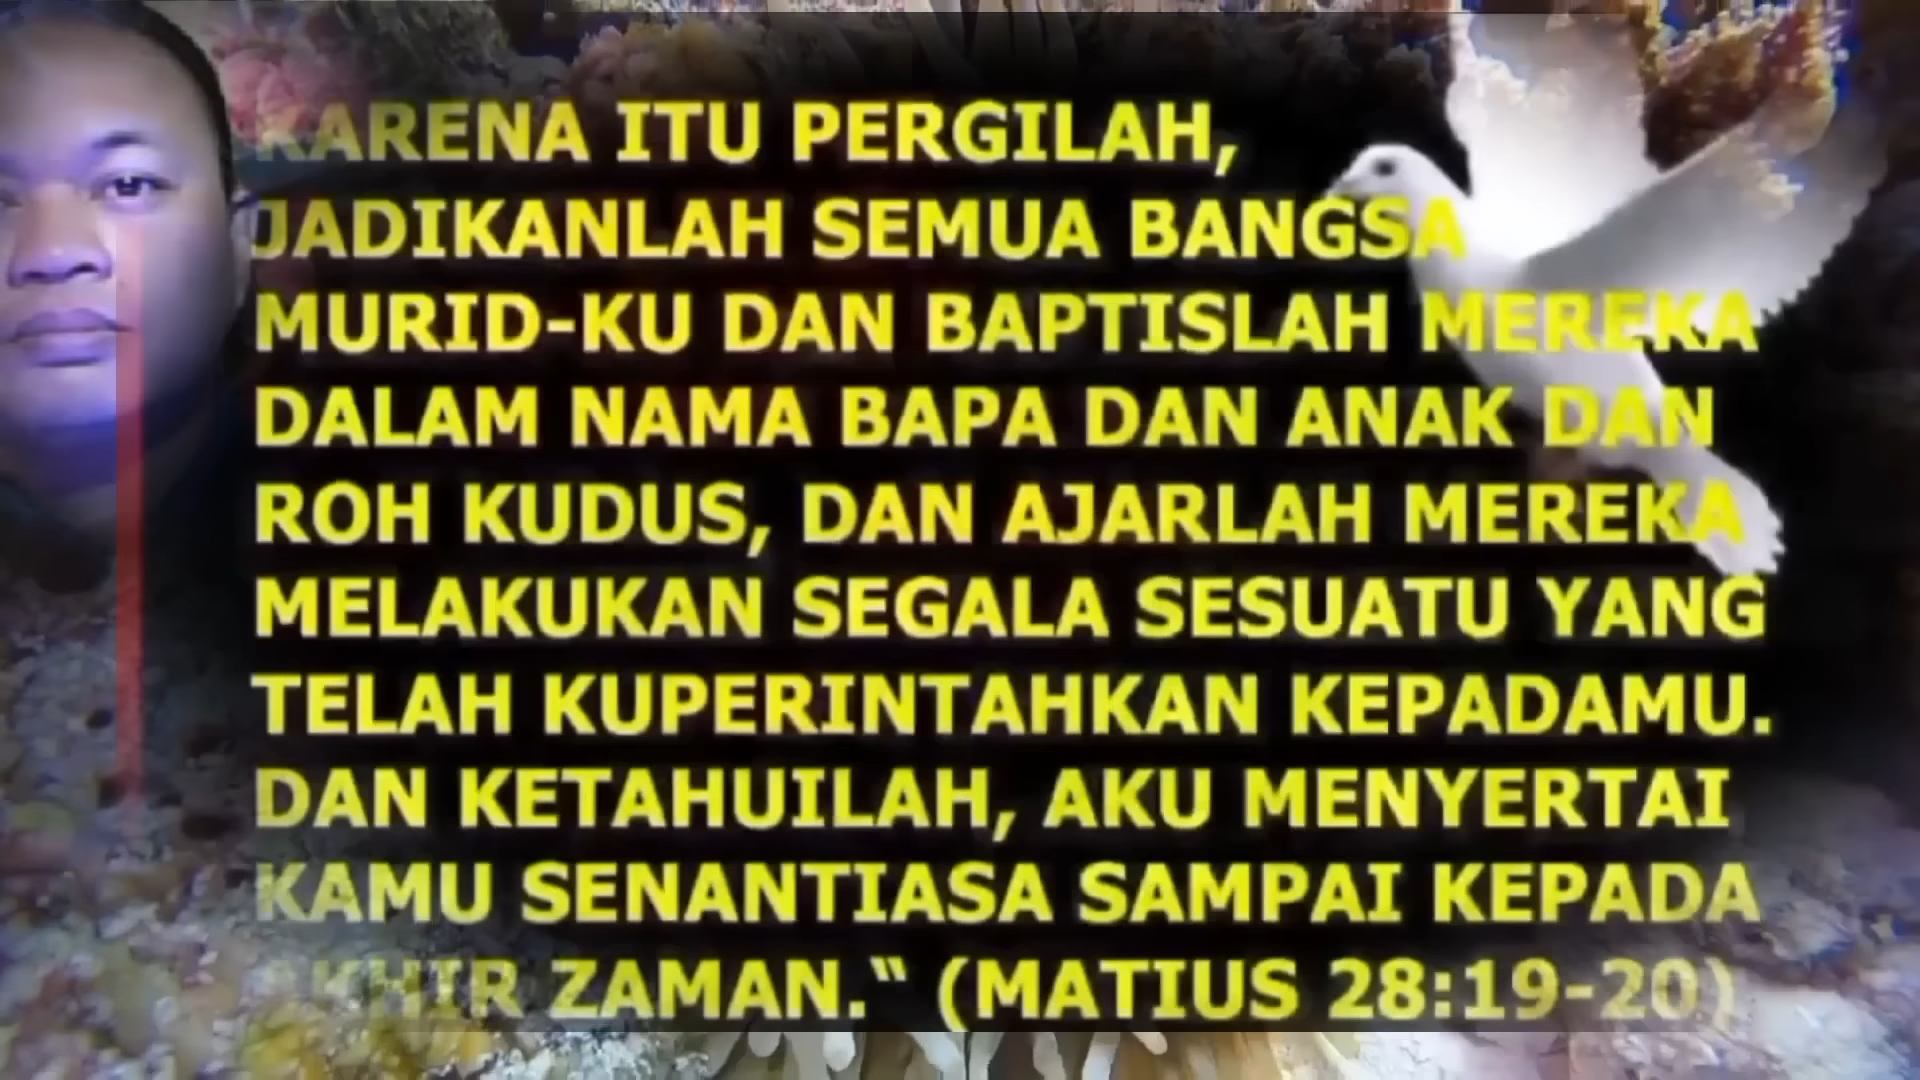 KARENA ITU PERGILAH,
JADIKANLAH SEMUA BANGSA
MURID-KU DAN BAPTISLAH MEREKA
DALAM NAMA BAPA DAN ANAK DAN
ROH KUDUS, DAN AJARLAH MEREKA
MELAKUKAN SEGALA SESUATU YANG
TELAH KUPERINTAHKAN KEPADAMU.
DAN KETAHUILAH, AKU MENYERTAI
KAMU SENANTIASA SAMPAI KEPADA
AKHIR ZAMAN.“ (MATIUS 28:19-20)